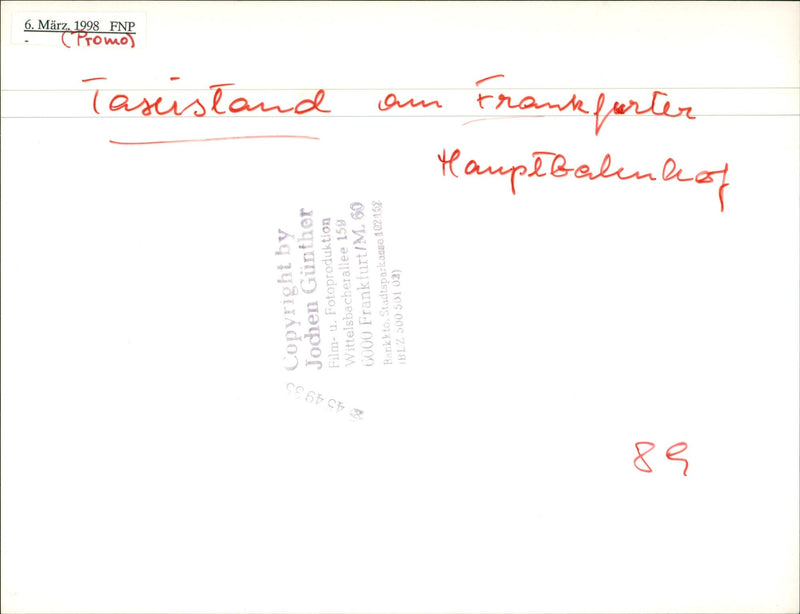 6. März. 1998 FNP
- (Promo)
Taxistand am Frankfurter
Hauptbahnhof
Copyright by
Jochen Günther
Film- u. Fotoproduktion
Wittelsbacherallee 159
6000 Frankfurt/M. 60
Bankkto. Stadtsparkasse
(BLZ 500 501 02)
89